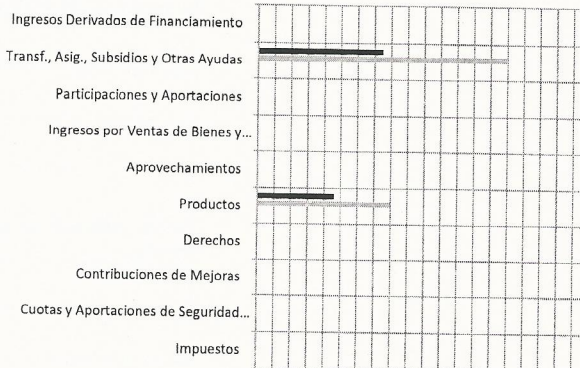 Ingresos Derivados de Financiamiento
Transf., Asig., Subsidios y Otras Ayudas
Participaciones y Aportaciones
Ingresos por Ventas de Bienes y...
Aprovechamientos
Productos
Derechos
Contribuciones de Mejoras
Cuotas y Aportaciones de Seguridad...
Impuestos